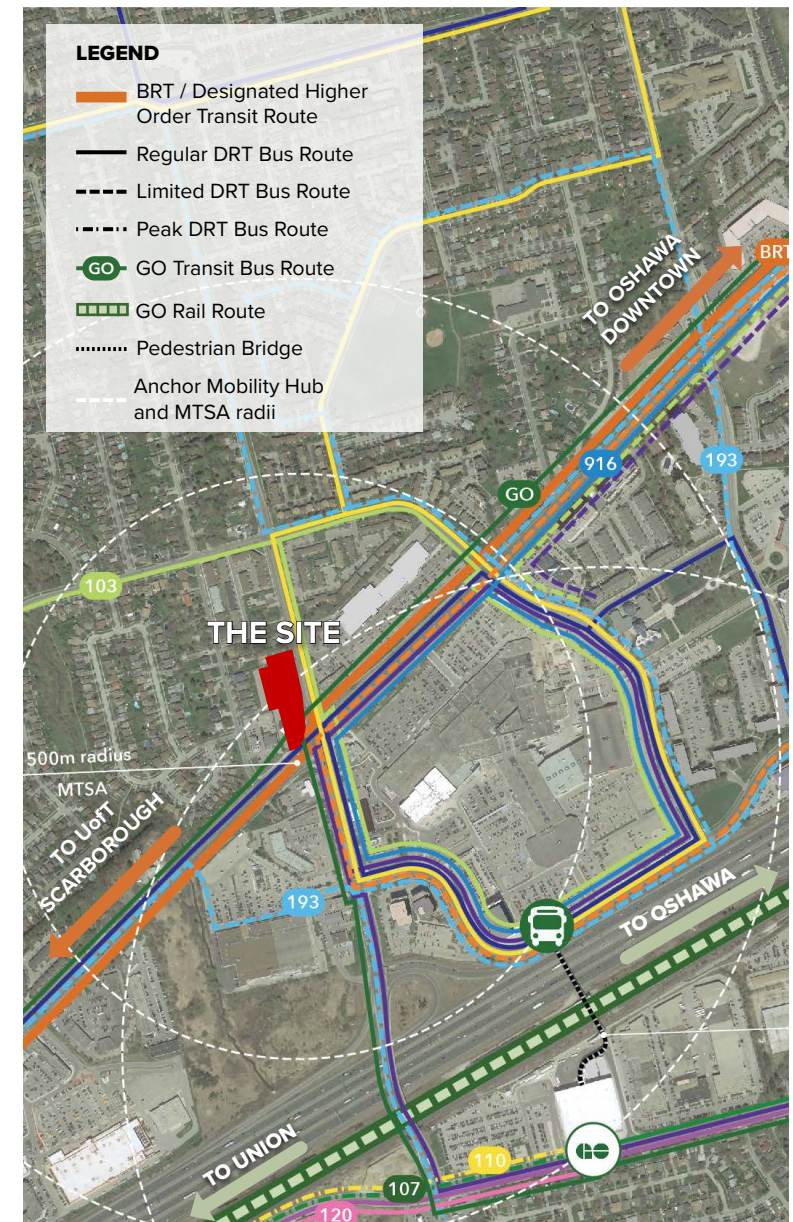 LEGEND
BRT / Designated Higher
Order Transit Route
Regular DRT Bus Route
Limited DRT Bus Route
Peak DRT Bus Route
GO
GO Transit Bus Route
GO Rail Route
Pedestrian Bridge
Anchor Mobility Hub
and MTSA radii
TO OSHAWA
DOWNTOWN
BRT
916
193
GO
103
THE SITE
500m radius
MTSA
TO UofT
SCARBOROUGH
193
TO OSHAWA
TO UNION
GO
110
107
120